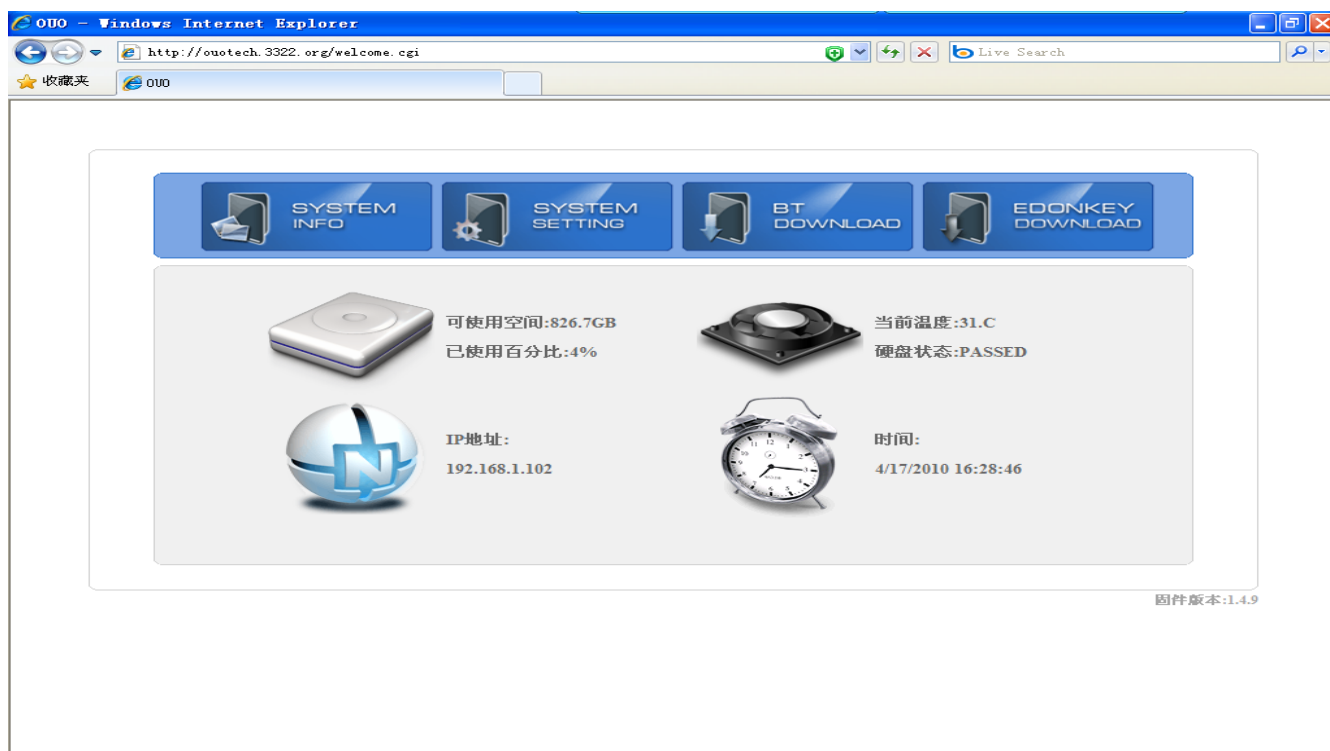 OUO - Windows Internet Explorer
http://ouotech.3322.org/welcome.cgi
Live Search
收藏夹
OUO
SYSTEM
INFO
SYSTEM
SETTING
BT
DOWNLOAD
EDONKEY
DOWNLOAD
可使用空间:826.7GB
已使用百分比:4%
当前温度:31.C
硬盘状态:PASSED
IP地址:
192.168.1.102
时间:
4/17/2010 16:28:46
固件版本:1.4.9